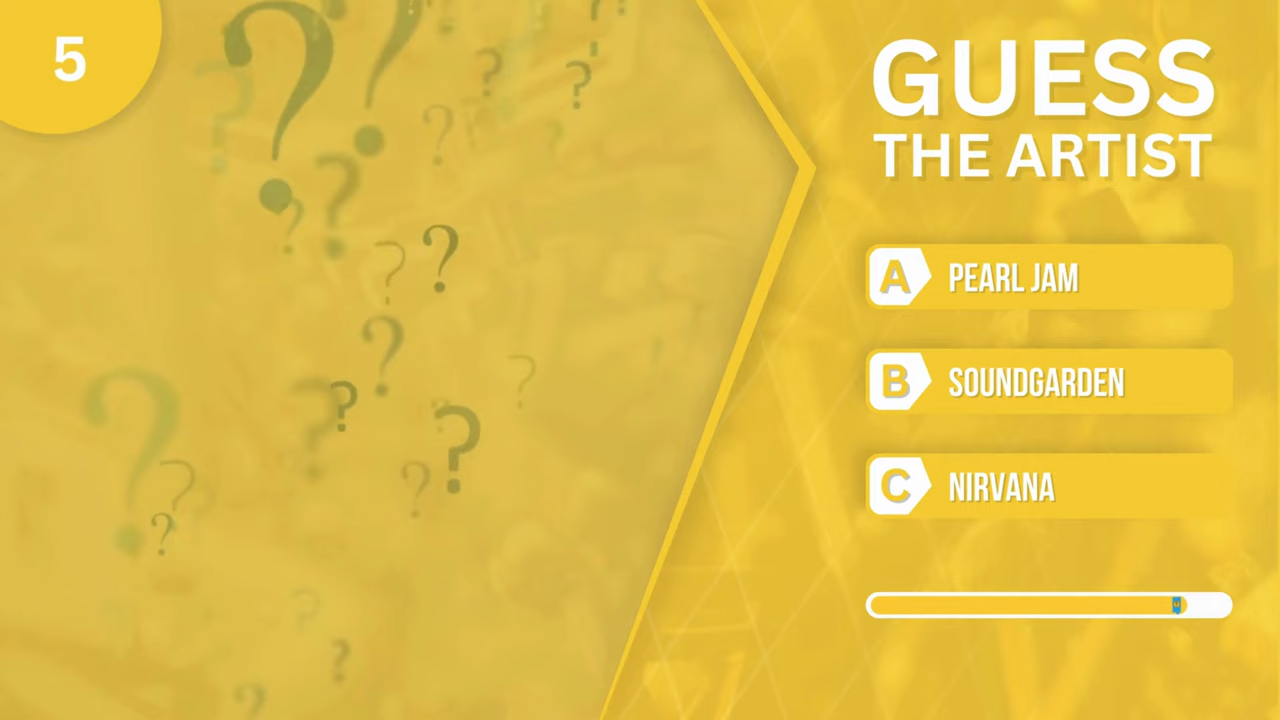 5
GUESS
THE ARTIST
A PEARL JAM
B SOUNDGARDEN
C NIRVANA